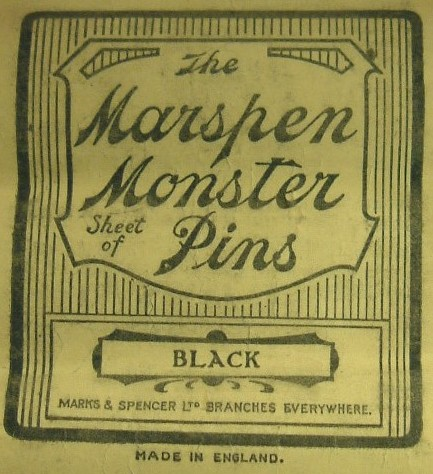 The
Marspen
Monster
Sheet of Pins
BLACK
MARKS & SPENCER LTD BRANCHES EVERYWHERE.
MADE IN ENGLAND.